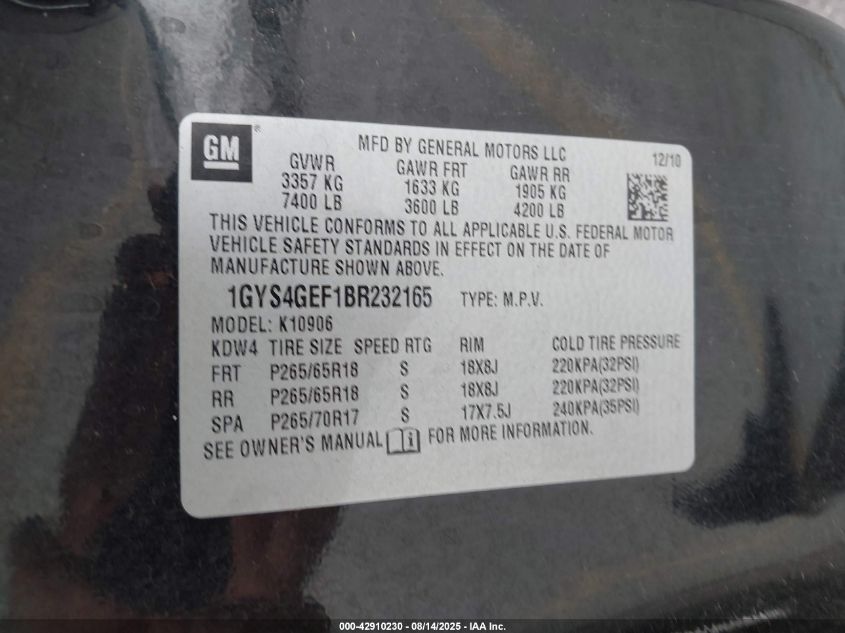 GM ®
MFD BY GENERAL MOTORS LLC
12/10
GVWR GAWR FRT GAWR RR
3357 KG 1633 KG 1905 KG
7400 LB 3600 LB 4200 LB
THIS VEHICLE CONFORMS TO ALL APPLICABLE U.S. FEDERAL MOTOR
VEHICLE SAFETY STANDARDS IN EFFECT ON THE DATE OF
MANUFACTURE SHOWN ABOVE.
1GYS4GEF1BR232165 TYPE: M.P.V.
MODEL: K10906
KDW4 TIRE SIZE SPEED RTG RIM COLD TIRE PRESSURE
FRT P265/65R18 S 18X8J 220KPA(32PSI)
RR P265/65R18 S 18X8J 220KPA(32PSI)
SPA P265/70R17 S 17X7.5J 240KPA(35PSI)
SEE OWNER'S MANUAL FOR MORE INFORMATION.
000-42910230 - 08/14/2025 - IAA Inc.